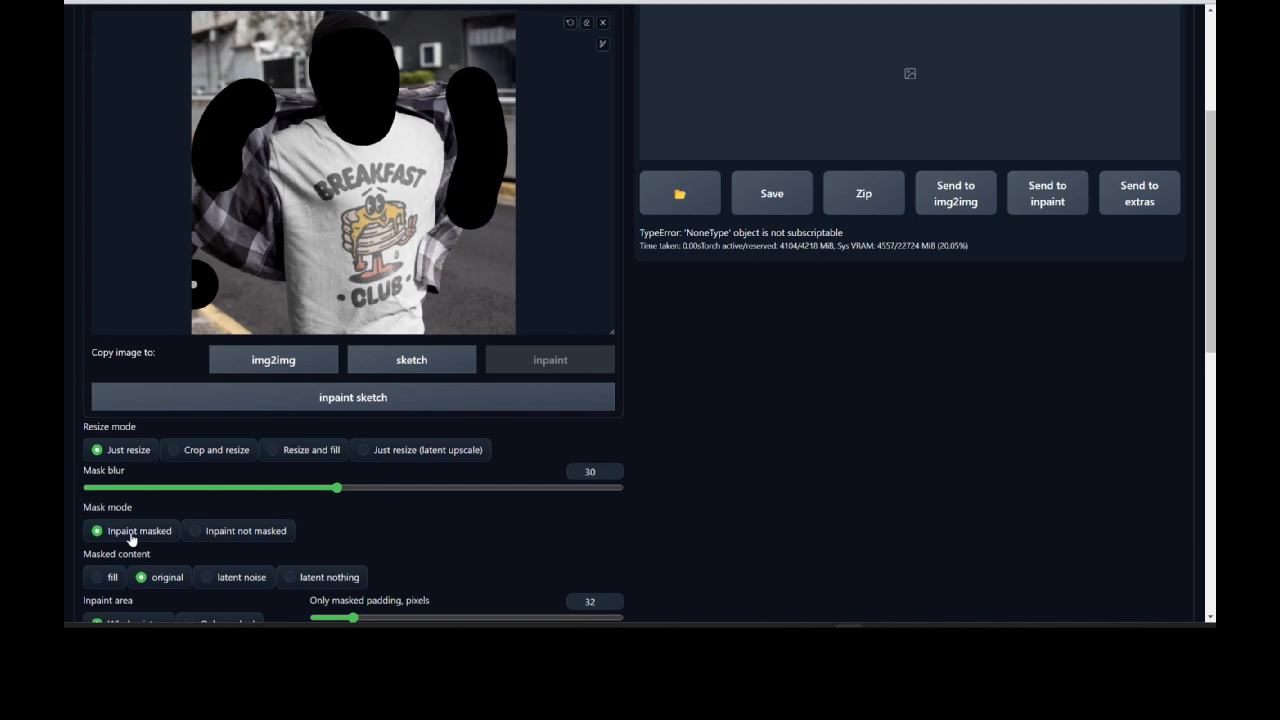 BREAKFAST
CLUB
Copy image to:
img2img
sketch
inpaint
inpaint sketch
Resize mode
Just resize
Crop and resize
Resize and fill
Just resize (latent upscale)
Mask blur
30
Mask mode
Inpaint masked
Inpaint not masked
Masked content
fill
original
latent noise
latent nothing
Inpaint area
Only masked padding, pixels
32
Save
Zip
Send to
img2img
Send to
inpaint
Send to
extras
TypeError: 'NoneType' object is not subscriptable
Time taken: 0.00sTorch active/reserved: 4104/4218 MiB, Sys VRAM: 4557/22724 MiB (20.05%)